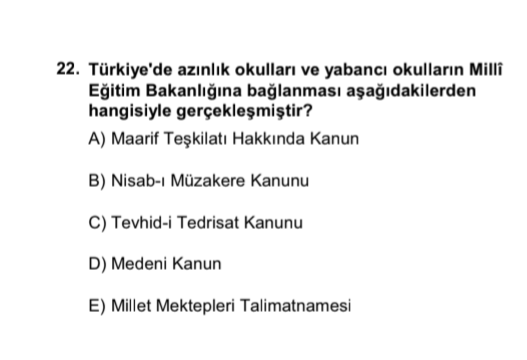 22. Türkiye'de azınlık okulları ve yabancı okulların Millî
Eğitim Bakanlığına bağlanması aşağıdakilerden
hangisiyle gerçekleşmiştir?
A) Maarif Teşkilatı Hakkında Kanun
B) Nisab-ı Müzakere Kanunu
C) Tevhid-i Tedrisat Kanunu
D) Medeni Kanun
E) Millet Mektepleri Talimatnamesi